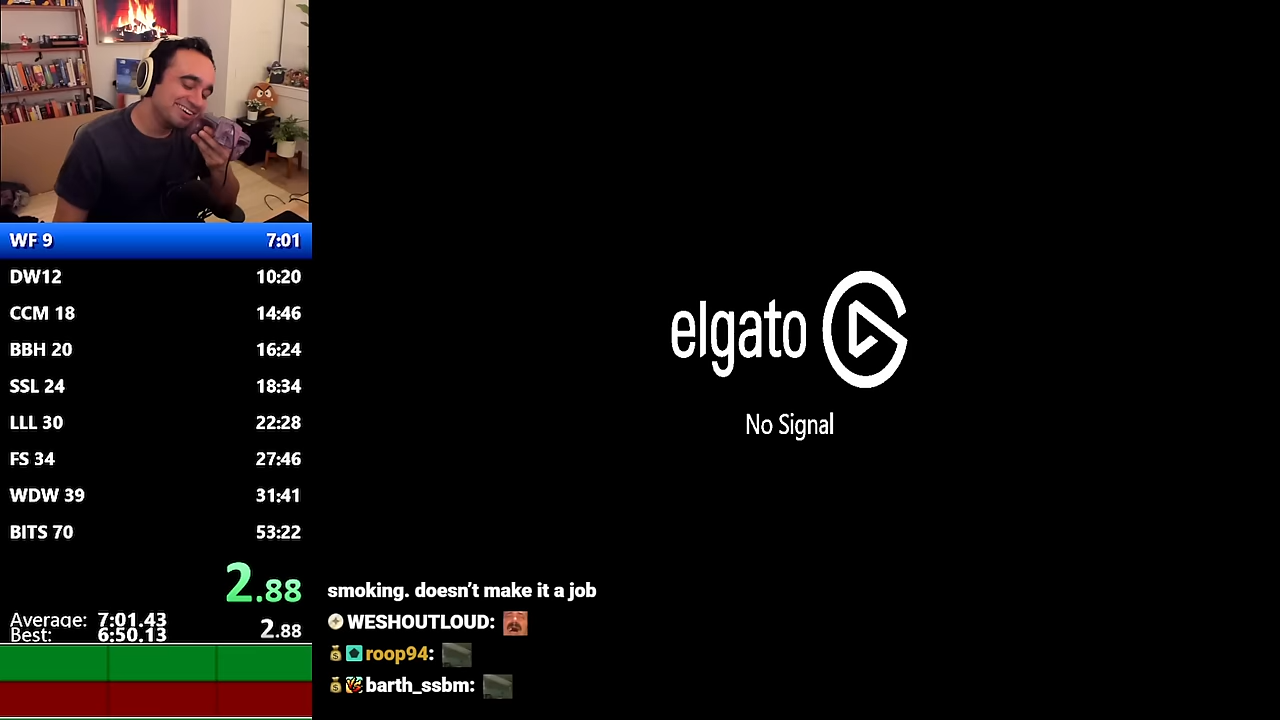 WF 9 7:01
DW12 10:20
CCM 18 14:46
BBH 20 16:24
SSL 24 18:34
LLL 30 22:28
FS 34 27:46
WDW 39 31:41
BITS 70 53:22
2.88
Average: 7:01.43
Best: 6:50.13 2.88
elgato
No Signal
smoking. doesn’t make it a job
WESHOUTLOUD:
roop94:
barth_ssbm: